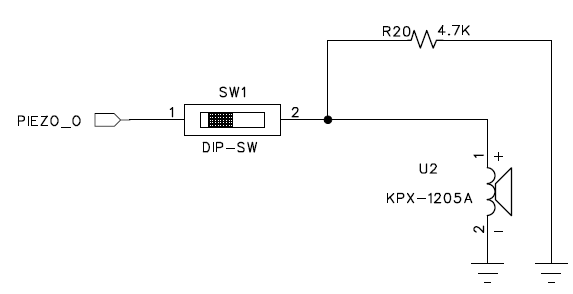 R20 4.7K
SW1
PIEZO_O 1 2
DIP-SW
1 +
U2
KPX-1205A
2 -